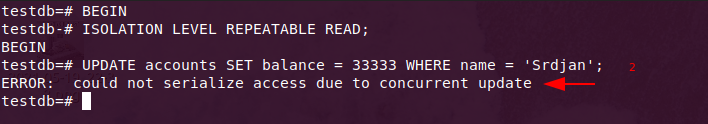 testdb=# BEGIN
testdb-# ISOLATION LEVEL REPEATABLE READ;
BEGIN
testdb=# UPDATE accounts SET balance = 33333 WHERE name = 'Srdjan'; 2
ERROR:  could not serialize access due to concurrent update
testdb=#